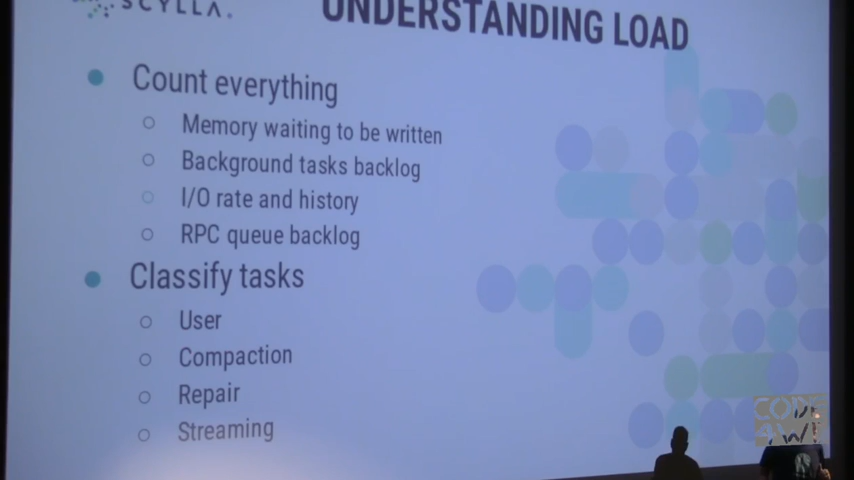 SCYLLA.
UNDERSTANDING LOAD
Count everything
Memory waiting to be written
Background tasks backlog
I/O rate and history
RPC queue backlog
Classify tasks
User
Compaction
Repair
Streaming
CODE